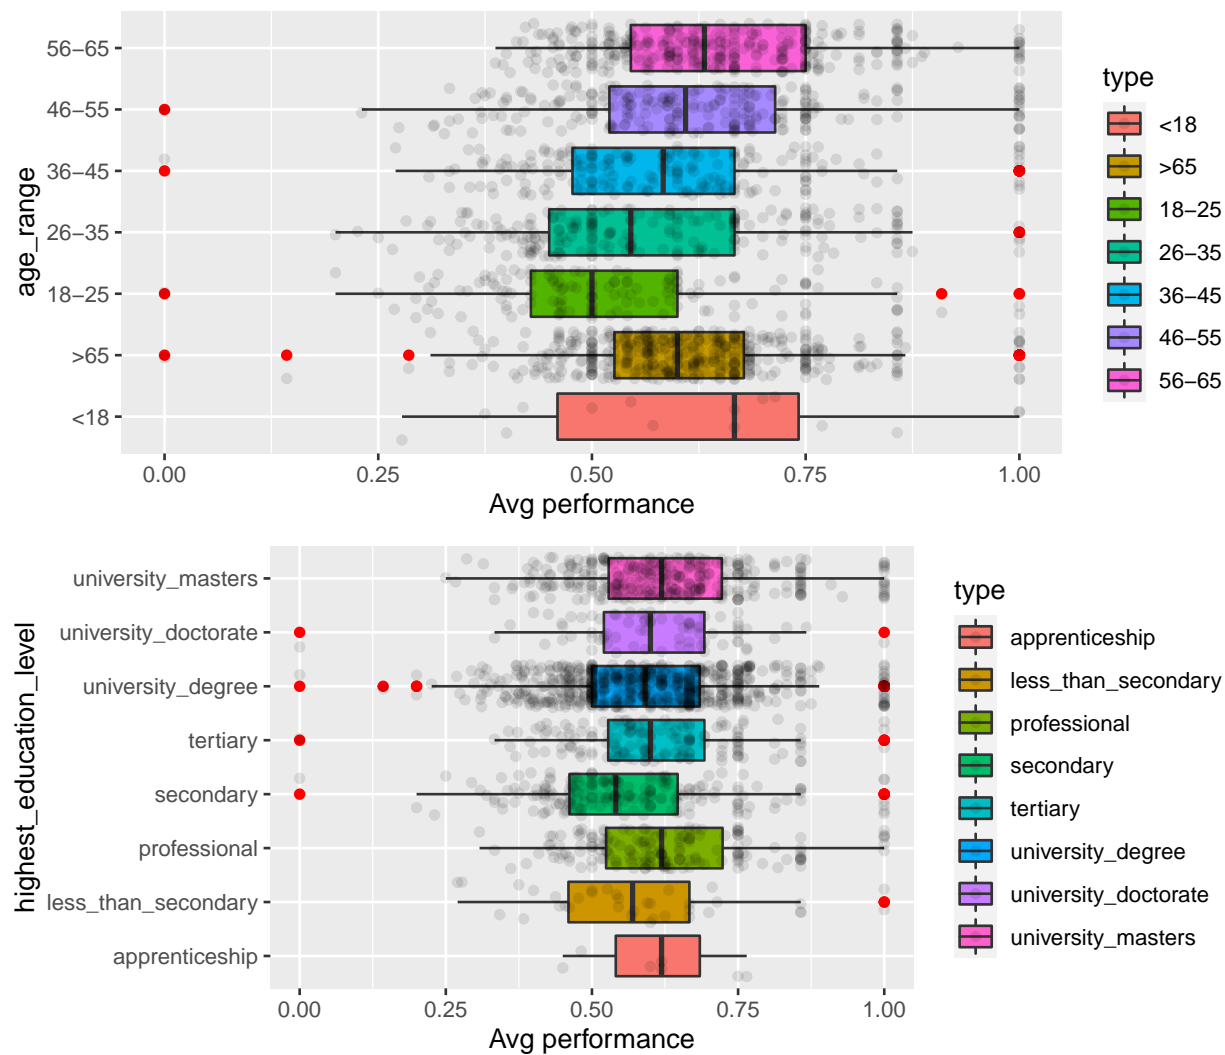 56−65
46−55
36−45
26−35
18−25
>65
<18
age_range
0.00 0.25 0.50 0.75 1.00
Avg performance
type
<18
>65
18−25
26−35
36−45
46−55
56−65
university_masters
university_doctorate
university_degree
tertiary
secondary
professional
less_than_secondary
apprenticeship
highest_education_level
0.00 0.25 0.50 0.75 1.00
Avg performance
type
apprenticeship
less_than_secondary
professional
secondary
tertiary
university_degree
university_doctorate
university_masters